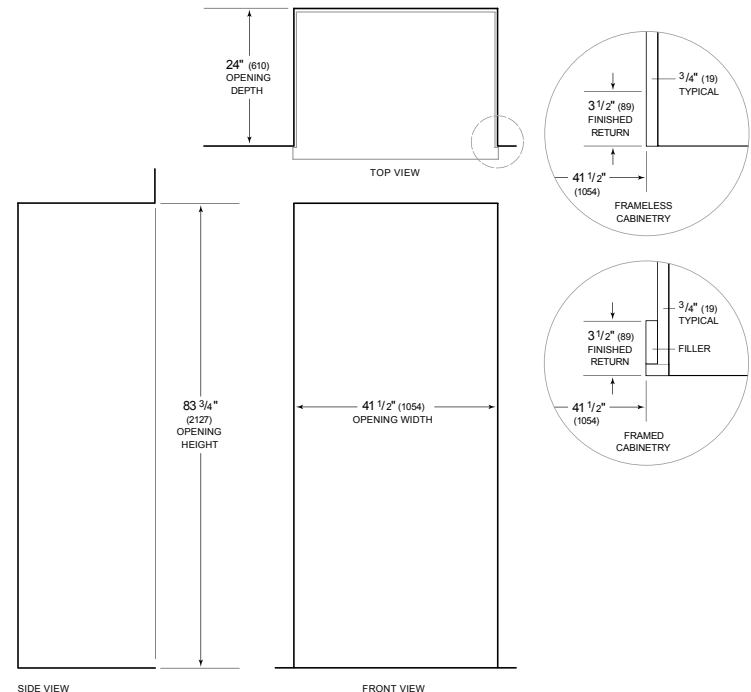 24" (610)
OPENING
DEPTH
TOP VIEW
3/4" (19)
TYPICAL
3 1/2" (89)
FINISHED
RETURN
41 1/2"
(1054)
FRAMELESS
CABINETRY
3/4" (19)
TYPICAL
3 1/2" (89)
FINISHED
RETURN
FILLER
41 1/2"
(1054)
FRAMED
CABINETRY
83 3/4"
(2127)
OPENING
HEIGHT
41 1/2" (1054)
OPENING WIDTH
SIDE VIEW
FRONT VIEW